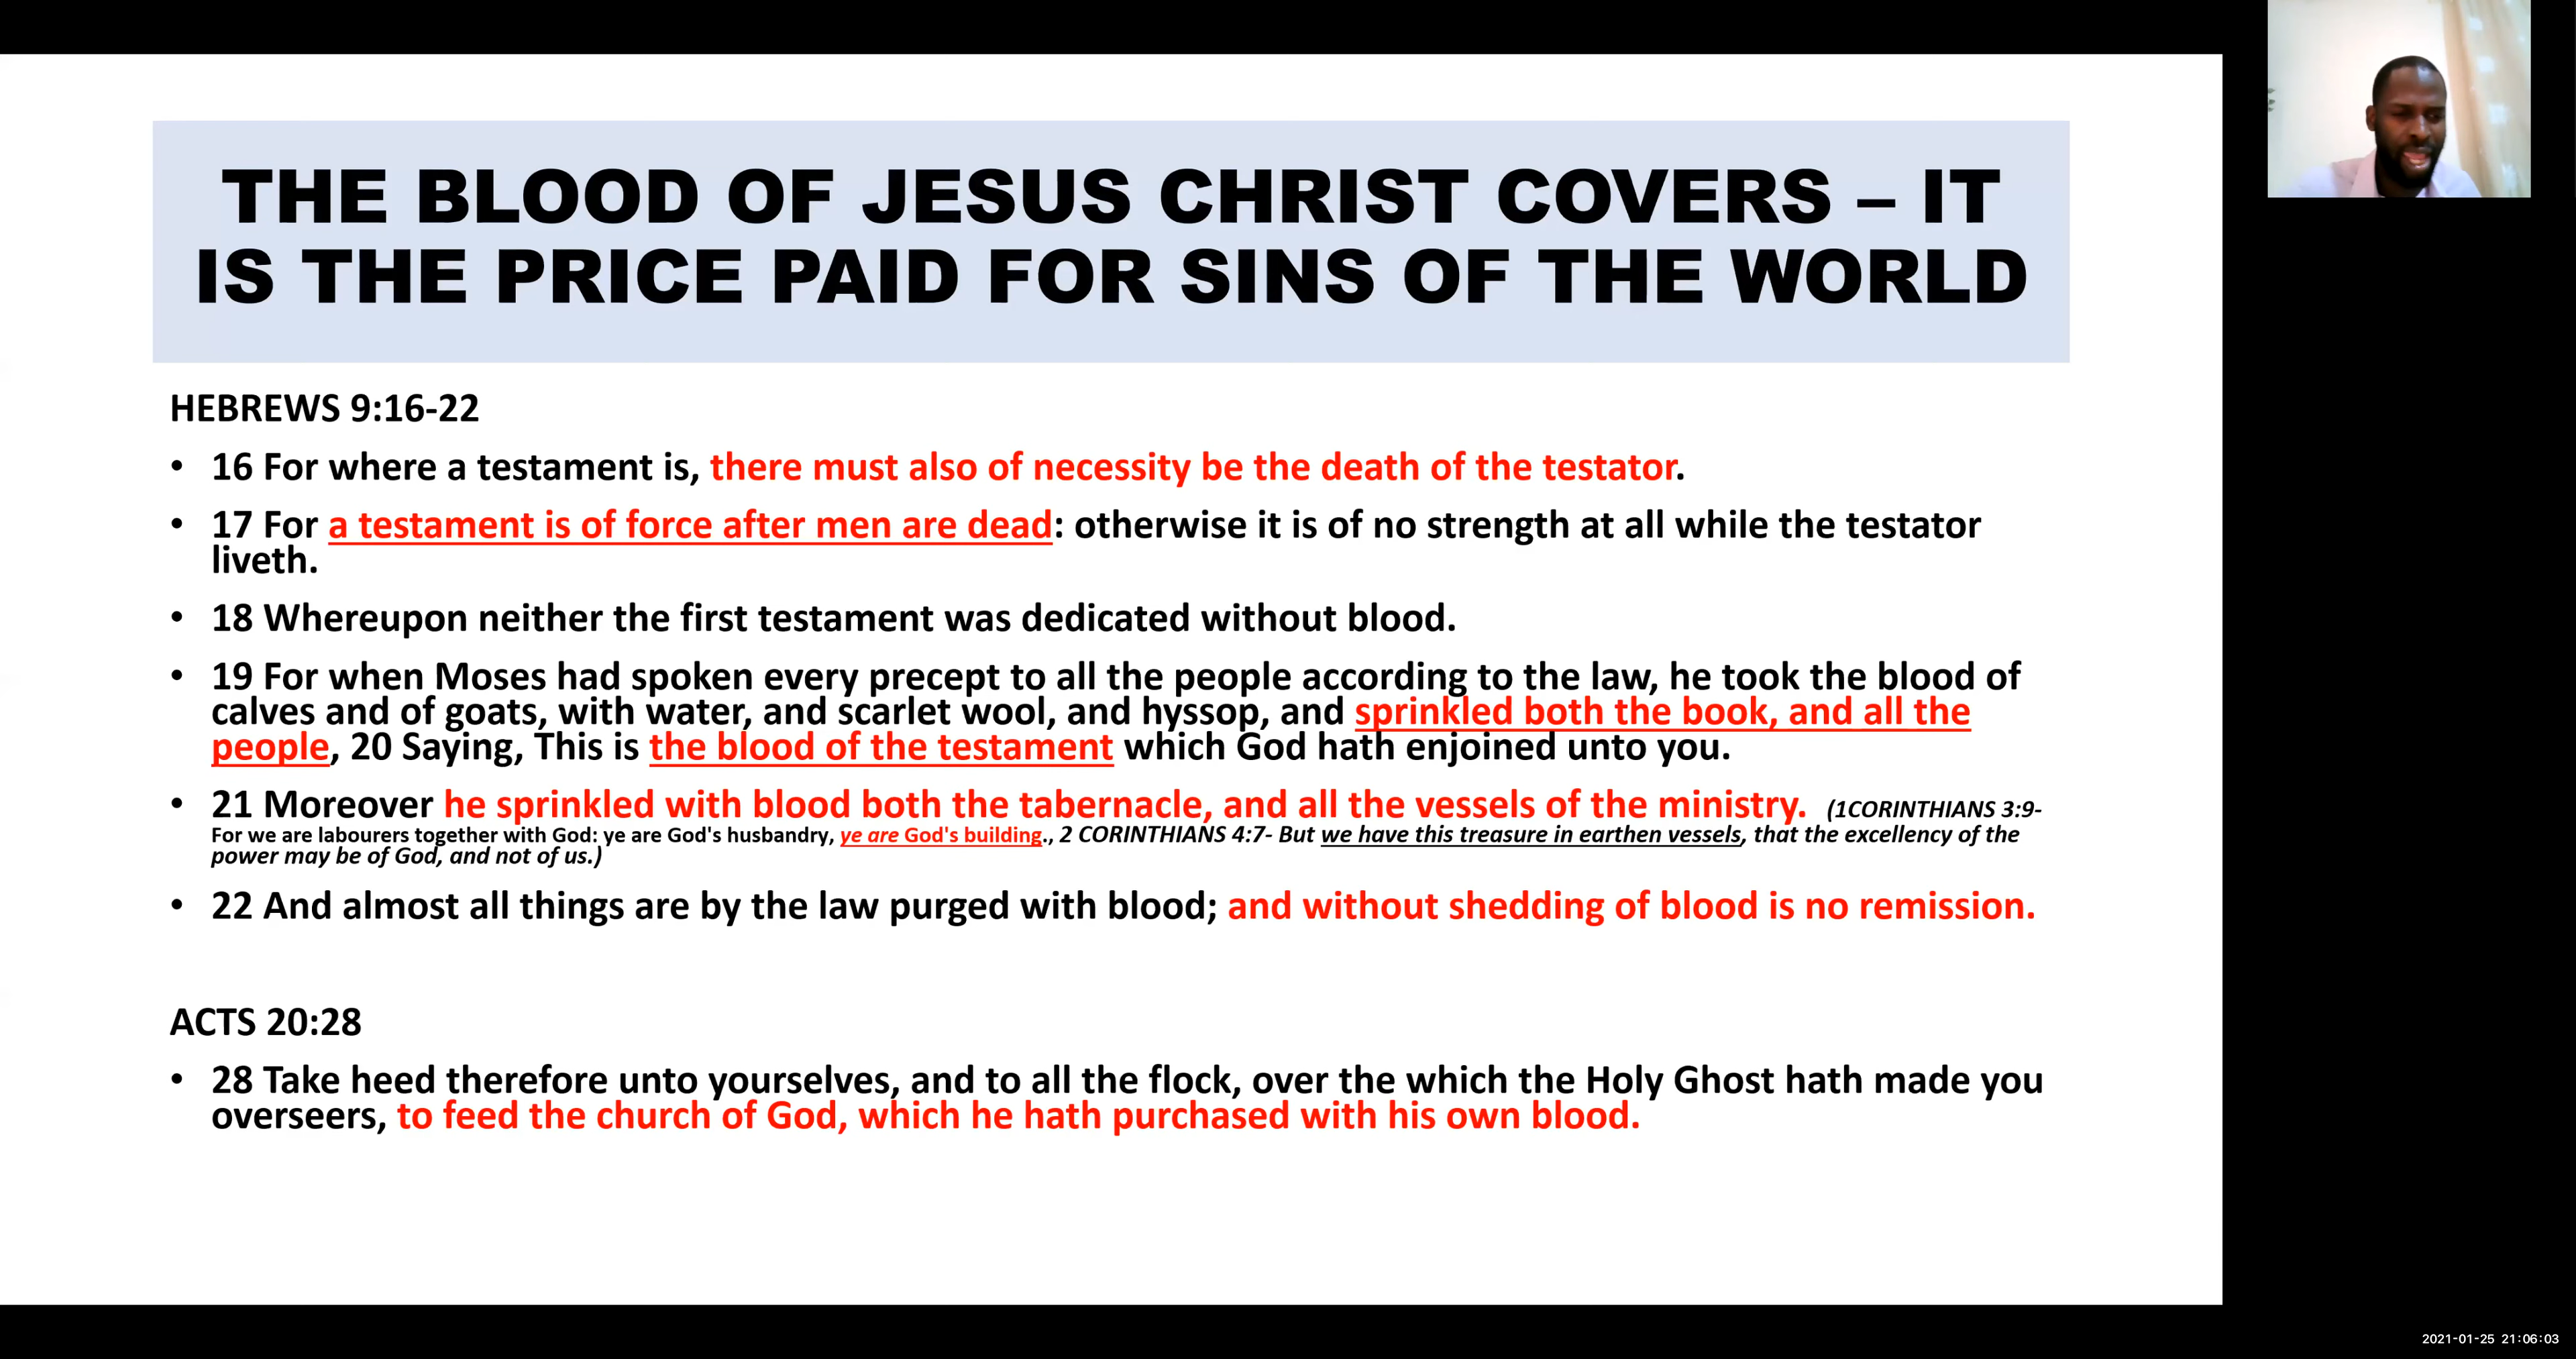 THE BLOOD OF JESUS CHRIST COVERS – IT
IS THE PRICE PAID FOR SINS OF THE WORLD
HEBREWS 9:16-22
• 16 For where a testament is, there must also of necessity be the death of the testator.
• 17 For a testament is of force after men are dead: otherwise it is of no strength at all while the testator
liveth.
• 18 Whereupon neither the first testament was dedicated without blood.
• 19 For when Moses had spoken every precept to all the people according to the law, he took the blood of
calves and of goats, with water, and scarlet wool, and hyssop, and sprinkled both the book, and all the
people, 20 Saying, This is the blood of the testament which God hath enjoined unto you.
• 21 Moreover he sprinkled with blood both the tabernacle, and all the vessels of the ministry. (1CORINTHIANS 3:9-
For we are labourers together with God: ye are God's husbandry, ye are God's building., 2 CORINTHIANS 4:7- But we have this treasure in earthen vessels, that the excellency of the
power may be of God, and not of us.)
• 22 And almost all things are by the law purged with blood; and without shedding of blood is no remission.
ACTS 20:28
• 28 Take heed therefore unto yourselves, and to all the flock, over the which the Holy Ghost hath made you
overseers, to feed the church of God, which he hath purchased with his own blood.
2021-01-25 21:06:03